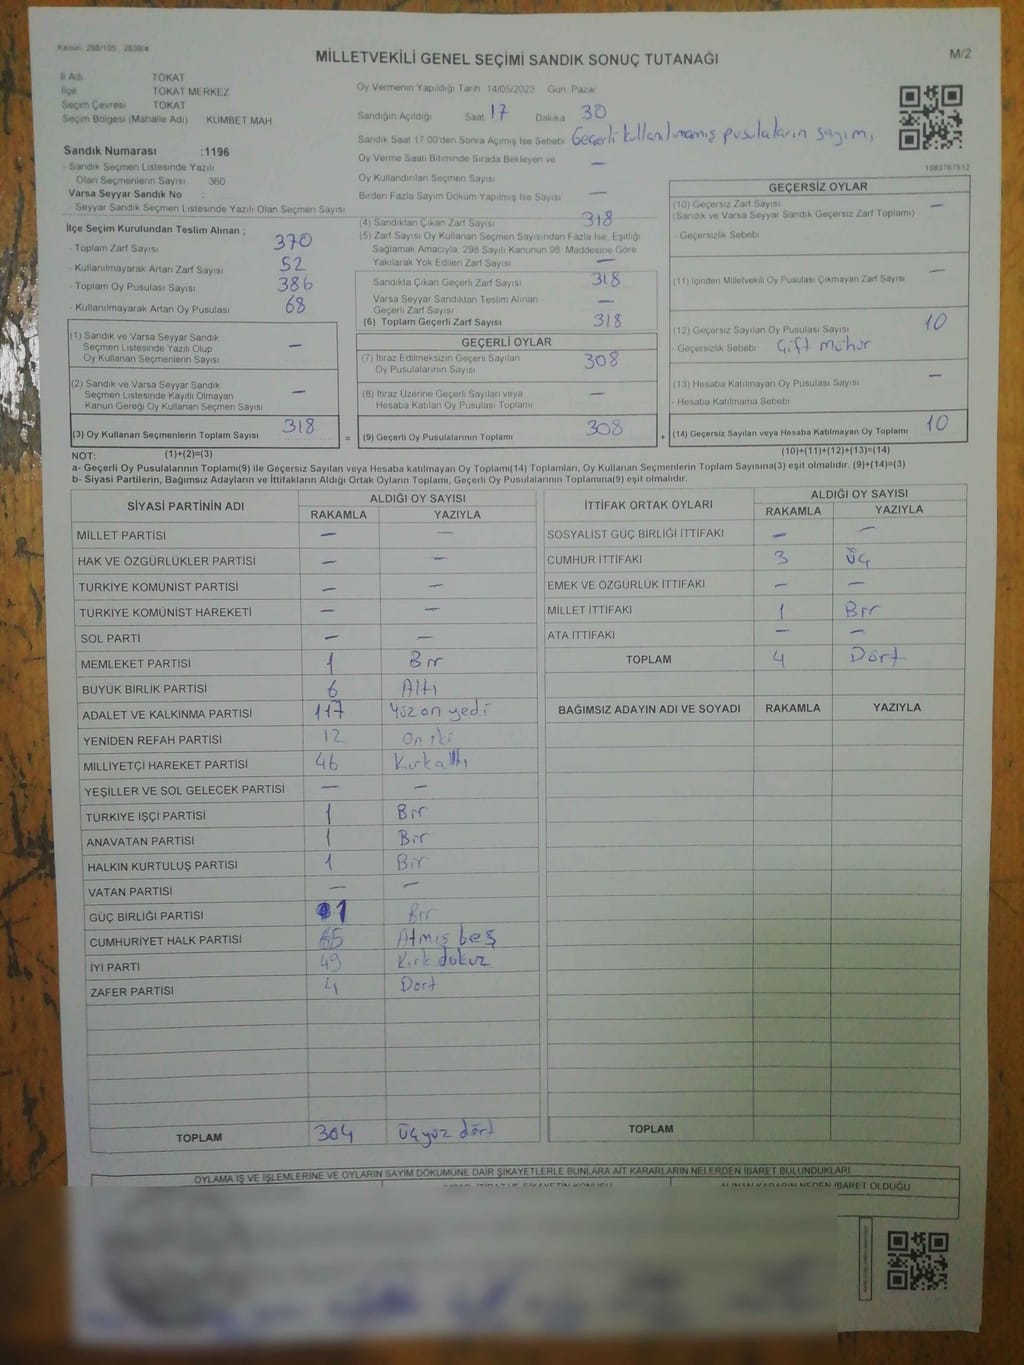 Kanun: 298/105 , 2839/4
MİLLETVEKİLİ GENEL SEÇİMİ SANDIK SONUÇ TUTANAĞI
M/2
İl Adı TOKAT
İlçe TOKAT MERKEZ
Seçim Çevresi TOKAT
Seçim Bölgesi (Mahalle Adı) KÜMBET MAH
Sandık Numarası :1196
- Sandık Seçmen Listesinde Yazılı
Olan Seçmenlerin Sayısı 360
Varsa Seyyar Sandık No :
- Seyyar Sandık Seçmen Listesinde Yazılı Olan Seçmen Sayısı
İlçe Seçim Kurulundan Teslim Alınan ;
- Toplam Zarf Sayısı 370
- Kullanılmayarak Artan Zarf Sayısı 52
- Toplam Oy Pusulası Sayısı 386
- Kullanılmayarak Artan Oy Pusulası 68
(1) Sandık ve Varsa Seyyar Sandık
Seçmen Listesinde Yazılı Olup
Oy Kullanan Seçmenlerin Sayısı —
(2) Sandık ve Varsa Seyyar Sandık
Seçmen Listesinde Kayıtlı Olmayan
Kanun Gereği Oy Kullanan Seçmen Sayısı —
(3) Oy Kullanan Seçmenlerin Toplam Sayısı 318
Oy Vermenin Yapıldığı Tarih 14/05/2023 Gün Pazar
Sandığın Açıldığı Saat 17 Dakika 30
Sandık Saat 17:00'den Sonra Açılmış İse Sebebi Geçerli kullanılmamış pusulaların sayımı
Oy Verme Saati Bitiminde Sırada Bekleyen ve —
Oy Kullandırılan Seçmen Sayısı
Birden Fazla Sayım Döküm Yapılmış İse Sayısı —
(4) Sandıktan Çıkan Zarf Sayısı 318
(5) Zarf Sayısı Oy Kullanan Seçmen Sayısından Fazla İse, Eşitliği
Sağlamak Amacıyla, 298 Sayılı Kanunun 98. Maddesine Göre
Yakılarak Yok Edilen Zarf Sayısı —
Sandıkta Çıkan Geçerli Zarf Sayısı 318
Varsa Seyyar Sandıktan Teslim Alınan
Geçerli Zarf Sayısı —
(6) Toplam Geçerli Zarf Sayısı 318
GEÇERLİ OYLAR
(7) İtiraz Edilmeksizin Geçerli Sayılan
Oy Pusulalarının Sayısı 308
(8) İtiraz Üzerine Geçerli Sayılan veya
Hesaba Katılan Oy Pusulası Toplamı —
= (9) Geçerli Oy Pusulalarının Toplamı 308 +
1083767512
GEÇERSİZ OYLAR
(10) Geçersiz Zarf Sayısı —
(Sandık ve Varsa Seyyar Sandık Geçersiz Zarf Toplamı)
- Geçersizlik Sebebi
(11) İçinden Milletvekili Oy Pusulası Çıkmayan Zarf Sayısı —
(12) Geçersiz Sayılan Oy Pusulası Sayısı 10
- Geçersizlik Sebebi Çift mühür
(13) Hesaba Katılmayan Oy Pusulası Sayısı —
- Hesaba Katılmama Sebebi
(14) Geçersiz Sayılan veya Hesaba Katılmayan Oy Toplamı 10
NOT: (1)+(2)=(3) (10)+(11)+(12)+(13)=(14)
a- Geçerli Oy Pusulalarının Toplamı(9) ile Geçersiz Sayılan veya Hesaba katılmayan Oy Toplamı(14) Toplamları, Oy Kullanan Seçmenlerin Toplam Sayısına(3) eşit olmalıdır. (9)+(14)=(3)
b- Siyasi Partilerin, Bağımsız Adayların ve İttifakların Aldığı Ortak Oyların Toplamı, Geçerli Oy Pusulalarının Toplamına(9) eşit olmalıdır.
SİYASİ PARTİNİN ADI ALDIĞI OY SAYISI
RAKAMLA YAZIYLA
MİLLET PARTİSİ — —
HAK VE ÖZGÜRLÜKLER PARTİSİ — —
TÜRKİYE KOMÜNİST PARTİSİ — —
TÜRKİYE KOMÜNİST HAREKETİ — —
SOL PARTİ — —
MEMLEKET PARTİSİ 1 Bir
BÜYÜK BİRLİK PARTİSİ 6 Altı
ADALET VE KALKINMA PARTİSİ 117 Yüz on yedi
YENİDEN REFAH PARTİSİ 12 On iki
MİLLİYETÇİ HAREKET PARTİSİ 46 Kırk altı
YEŞİLLER VE SOL GELECEK PARTİSİ — —
TÜRKİYE İŞÇİ PARTİSİ 1 Bir
ANAVATAN PARTİSİ 1 Bir
HALKIN KURTULUŞ PARTİSİ 1 Bir
VATAN PARTİSİ — —
GÜÇ BİRLİĞİ PARTİSİ 1 Bir
CUMHURİYET HALK PARTİSİ 65 Atmış beş
İYİ PARTİ 49 Kırk dokuz
ZAFER PARTİSİ 4 Dört
TOPLAM 304 Üçyüz dört
İTTİFAK ORTAK OYLARI ALDIĞI OY SAYISI
RAKAMLA YAZIYLA
SOSYALİST GÜÇ BİRLİĞİ İTTİFAKI — —
CUMHUR İTTİFAKI 3 Üç
EMEK VE ÖZGÜRLÜK İTTİFAKI — —
MİLLET İTTİFAKI 1 Bir
ATA İTTİFAKI — —
TOPLAM 4 Dört
BAĞIMSIZ ADAYIN ADI VE SOYADI RAKAMLA YAZIYLA
TOPLAM
OYLAMA İŞ VE İŞLEMLERİNE VE OYLARIN SAYIM DÖKÜMÜNE DAİR ŞİKAYETLERLE BUNLARA AİT KARARLARIN NELERDEN İBARET BULUNDUKLARI
ALINAN KARARIN NEDEN İBARET OLDUĞU